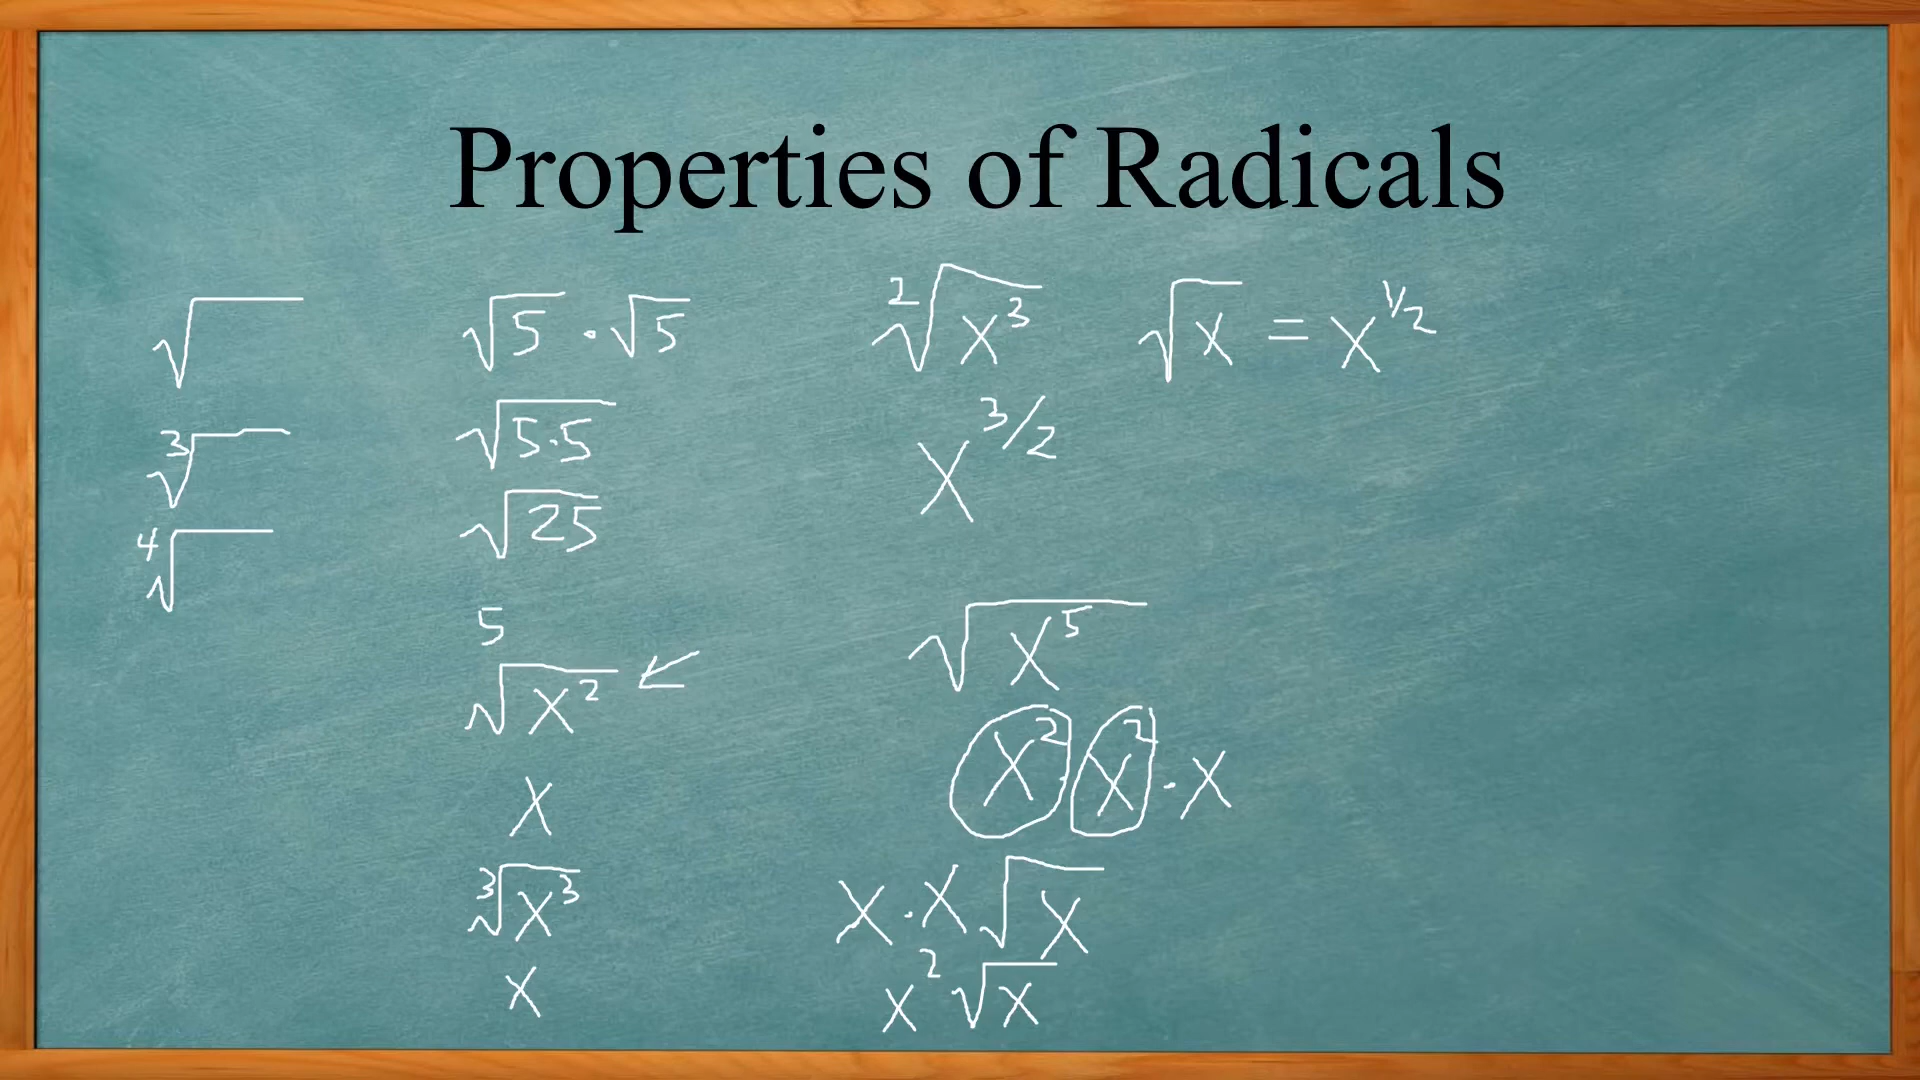 Properties of Radicals
√
∛
∜
√5 · √5
√5·5
√25
5
√x²
x
³√x³
x
²√x³
x^3/2
√x = x^1/2
√x⁵
x² x² · x
x · x √x
x² √x